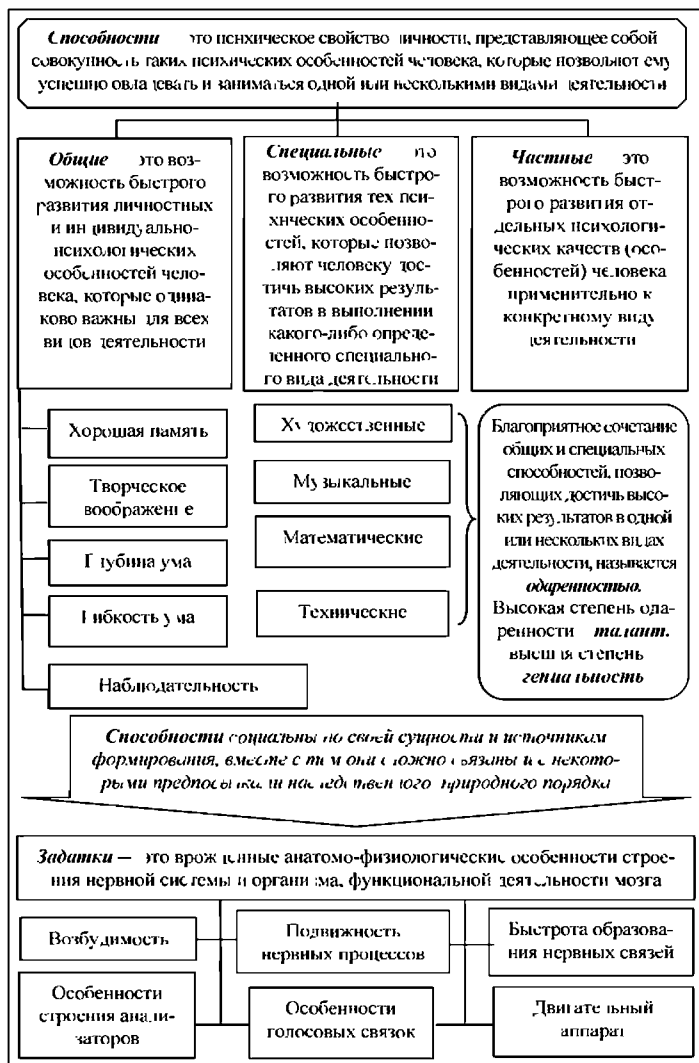 Способности — это психическое свойство личности, представляющее собой
совокупность таких психических особенностей человека, которые позволяют ему
успешно овладевать и заниматься одной или несколькими видами деятельности
Общие — это воз-
можность быстрого
развития личностных
и индивидуально-
психологических
особенностей чело-
века, которые одина-
ково важны для всех
видов деятельности
Специальные — это
возможность быстро-
го развития тех пси-
хических особенно-
стей, которые позво-
ляют человеку дос-
тичь высоких резуль-
татов в выполнении
какого-либо опреде-
ленного специально-
го вида деятельности
Частные — это
возможность быст-
рого развития от-
дельных психологи-
ческих качеств (осо-
бенностей) человека
применительно к
конкретному виду
деятельности
Хорошая память
Творческое
воображение
Глубина ума
Гибкость ума
Наблюдательность
Художественные
Музыкальные
Математические
Технические
Благоприятное сочетание
общих и специальных
способностей, позво-
ляющих достичь высо-
ких результатов в одной
или нескольких видах
деятельности, называется
одаренностью.
Высокая степень ода-
ренности — талант,
высшая степень —
гениальность
Способности социальны по своей сущности и источникам
формирования, вместе с тем они сложно связаны и с некото-
рыми предпосылками наследственного природного порядка
Задатки — это врожденные анатомо-физиологические особенности строе-
ния нервной системы и организма, функциональной деятельности мозга
Возбудимость
Подвижность
нервных процессов
Быстрота образова-
ния нервных связей
Особенности
строения анали-
заторов
Особенности
голосовых связок
Двигательный
аппарат